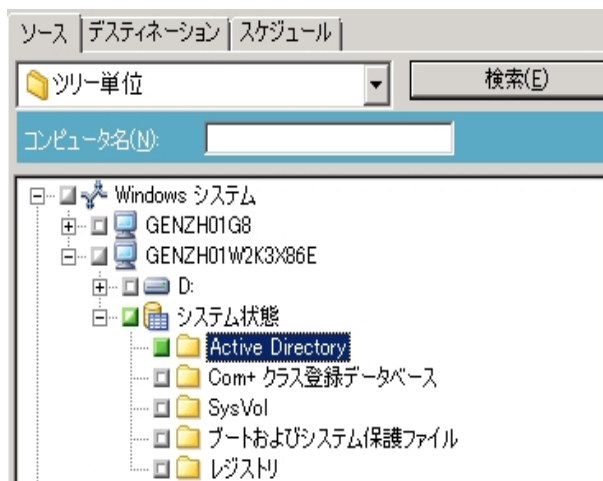 ソース デスティネーション スケジュール
ツリー単位 検索(E)
コンピュータ名(N):
Windows システム
GENZH01G8
GENZH01W2K3X86E
D:
システム状態
Active Directory
Com+ クラス登録データベース
SysVol
ブートおよびシステム保護ファイル
レジストリ